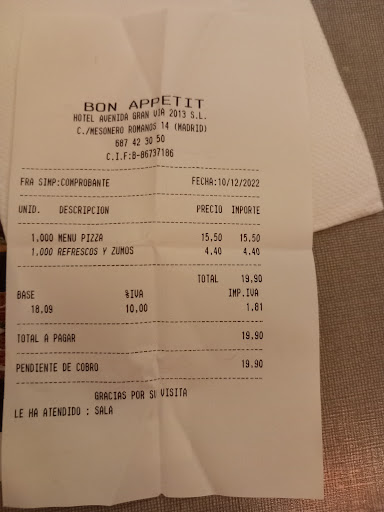 BON APPETIT
HOTEL AVENIDA GRAN VIA 2013 S.L.
C./MESONERO ROMANOS 14 (MADRID)
687 42 30 50
C.I.F:B-86737186
FRA SIMP:COMPROBANTE FECHA:10/12/2022
UNID. DESCRIPCION PRECIO IMPORTE
1,000 MENU PIZZA 15,50 15,50
1,000 REFRESCOS Y ZUMOS 4,40 4,40
TOTAL 19,90
BASE %IVA IMP.IVA
18,09 10,00 1,81
TOTAL A PAGAR 19,90
PENDIENTE DE COBRO 19,90
GRACIAS POR SU VISITA
LE HA ATENDIDO : SALA